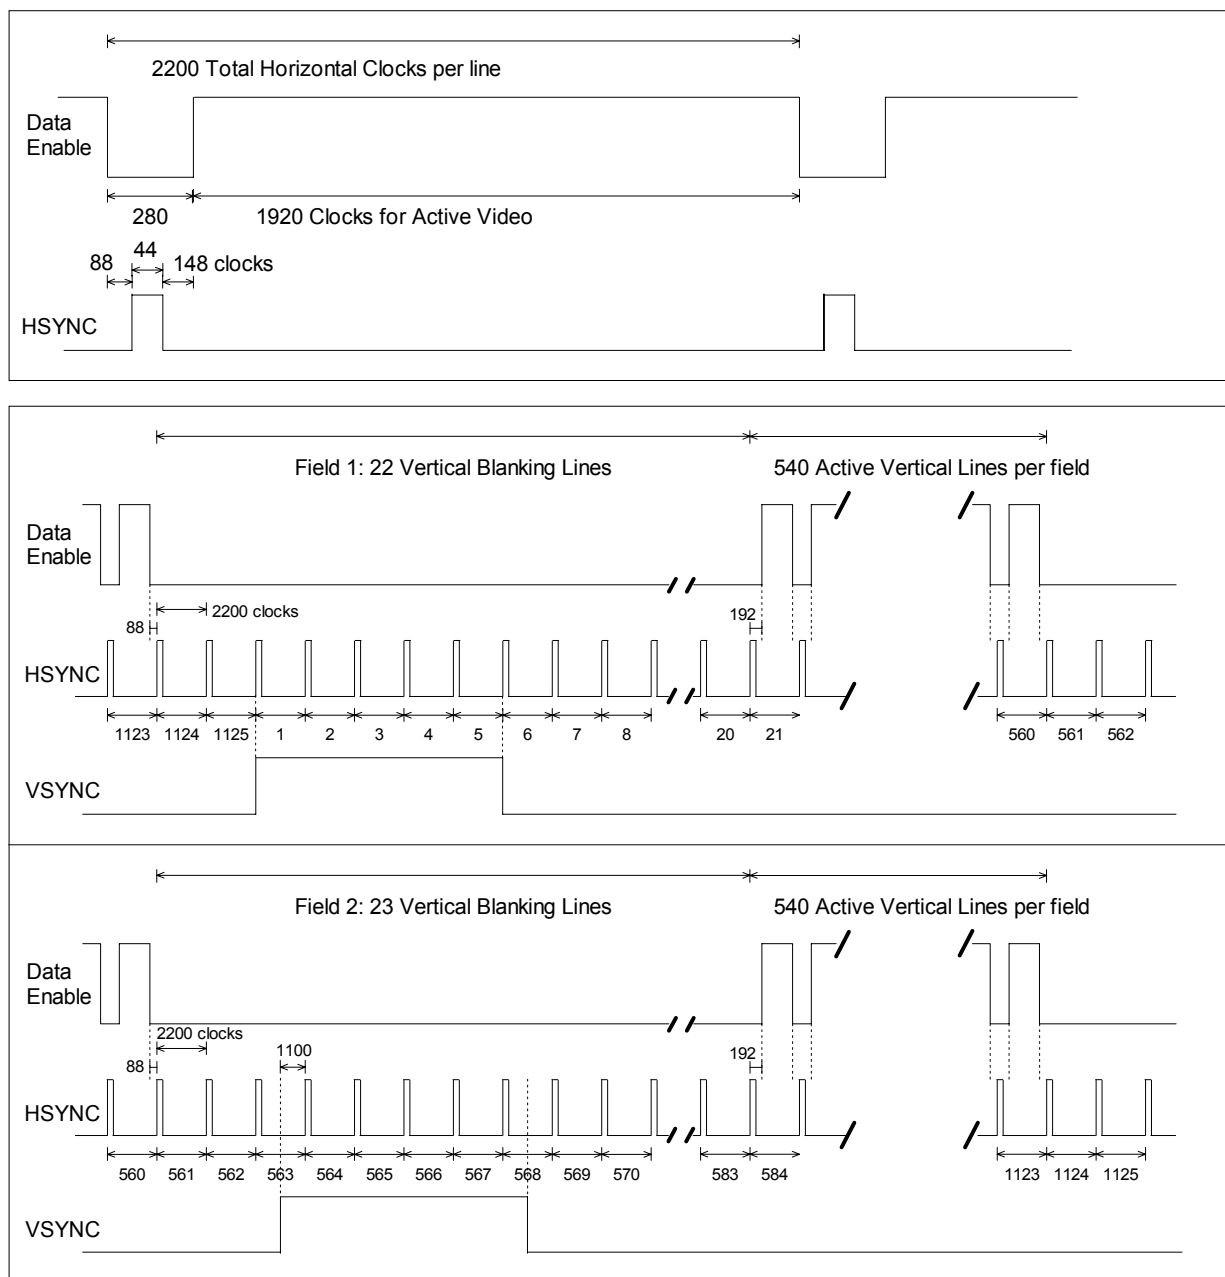 2200 Total Horizontal Clocks per line
Data
Enable
280
1920 Clocks for Active Video
44
88
148 clocks
HSYNC
Field 1: 22 Vertical Blanking Lines
540 Active Vertical Lines per field
Data
Enable
2200 clocks
88
192
HSYNC
1123 1124 1125 1 2 3 4 5 6 7 8 20 21 560 561 562
VSYNC
Field 2: 23 Vertical Blanking Lines
540 Active Vertical Lines per field
Data
Enable
2200 clocks
1100
88
192
HSYNC
560 561 562 563 564 565 566 567 568 569 570 583 584 1123 1124 1125
VSYNC